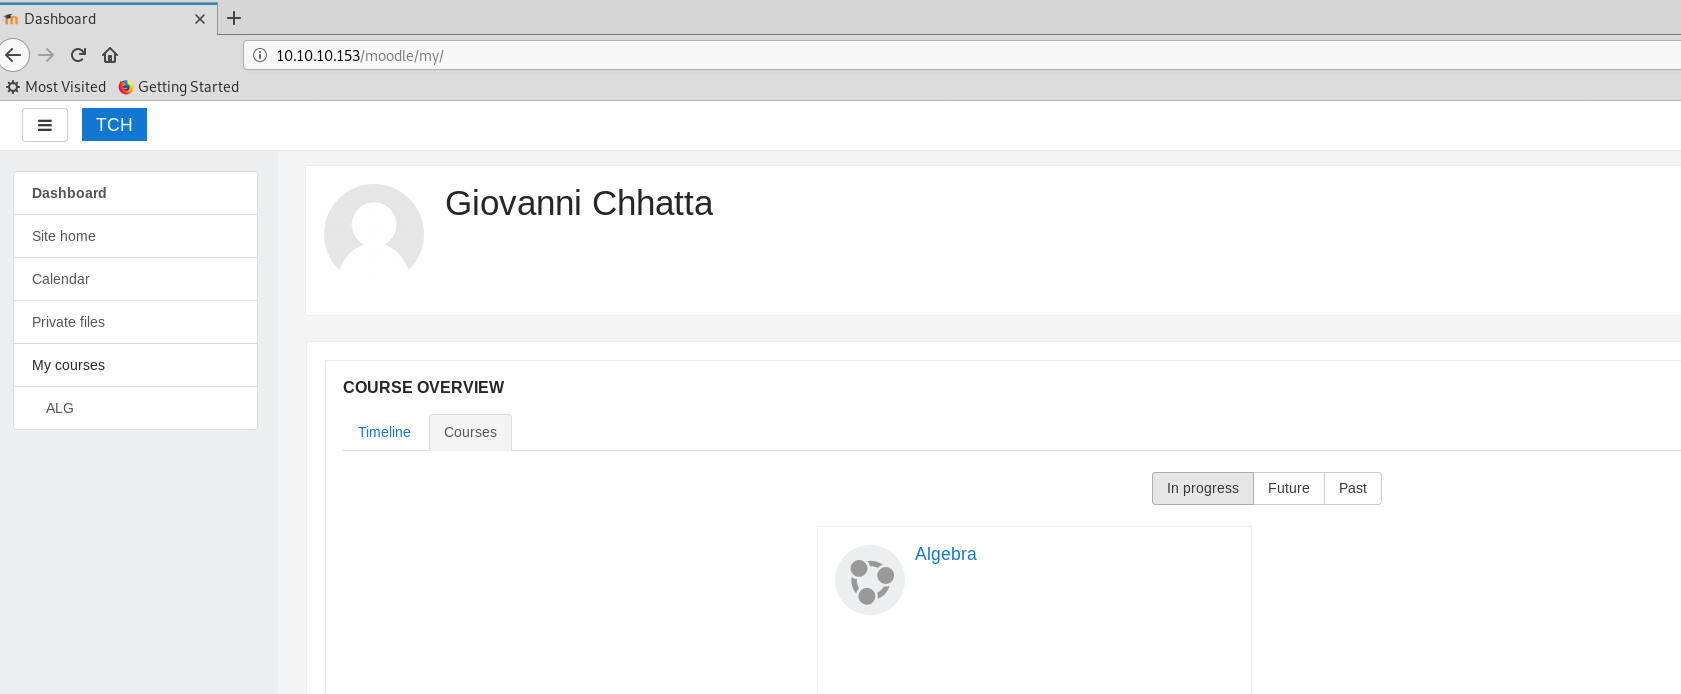 Dashboard
10.10.10.153/moodle/my/
Most Visited Getting Started
TCH
Dashboard
Site home
Calendar
Private files
My courses
ALG
Giovanni Chhatta
COURSE OVERVIEW
Timeline Courses
In progress Future Past
Algebra